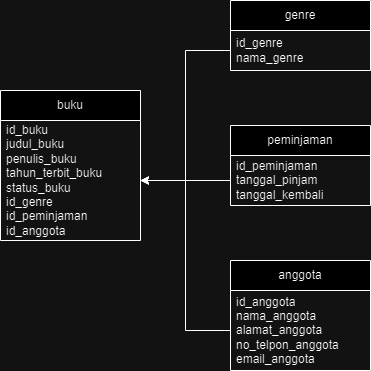 genre
id_genre
nama_genre
buku
id_buku
judul_buku
penulis_buku
tahun_terbit_buku
status_buku
id_genre
id_peminjaman
id_anggota
peminjaman
id_peminjaman
tanggal_pinjam
tanggal_kembali
anggota
id_anggota
nama_anggota
alamat_anggota
no_telpon_anggota
email_anggota